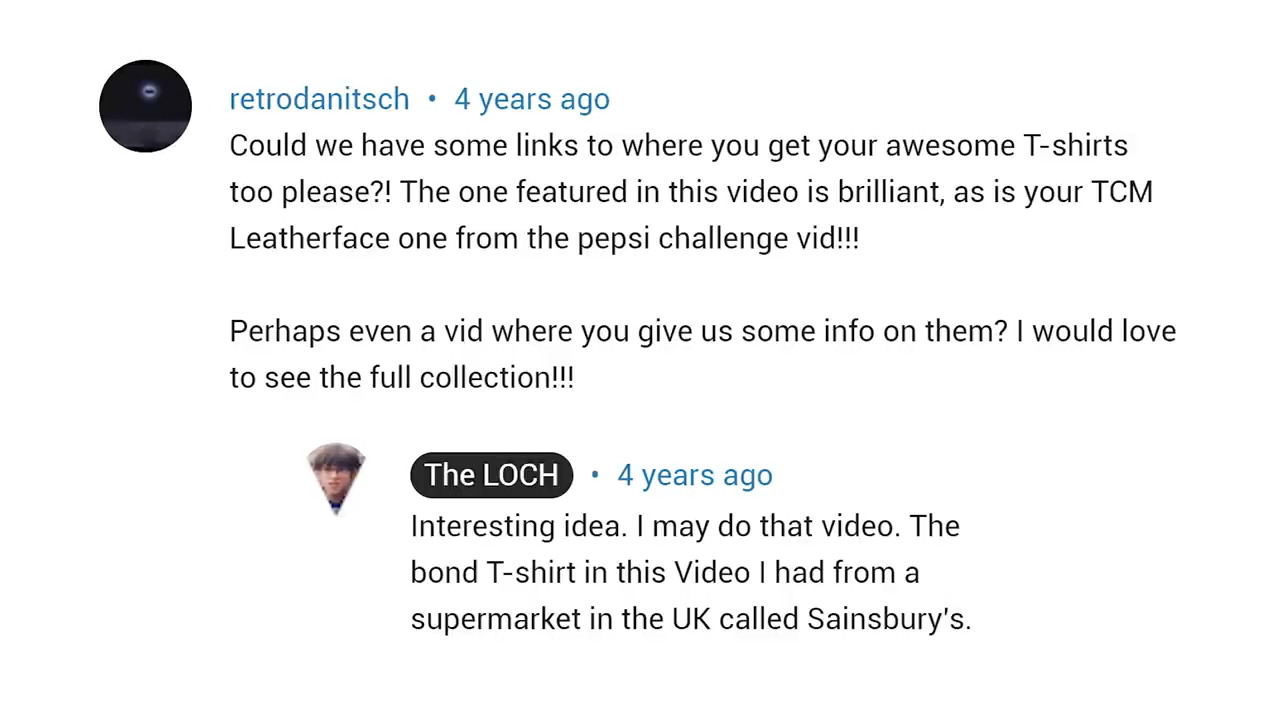 retrodanitsch • 4 years ago
Could we have some links to where you get your awesome T-shirts
too please?! The one featured in this video is brilliant, as is your TCM
Leatherface one from the pepsi challenge vid!!!
Perhaps even a vid where you give us some info on them? I would love
to see the full collection!!!
The LOCH • 4 years ago
Interesting idea. I may do that video. The
bond T-shirt in this Video I had from a
supermarket in the UK called Sainsbury's.